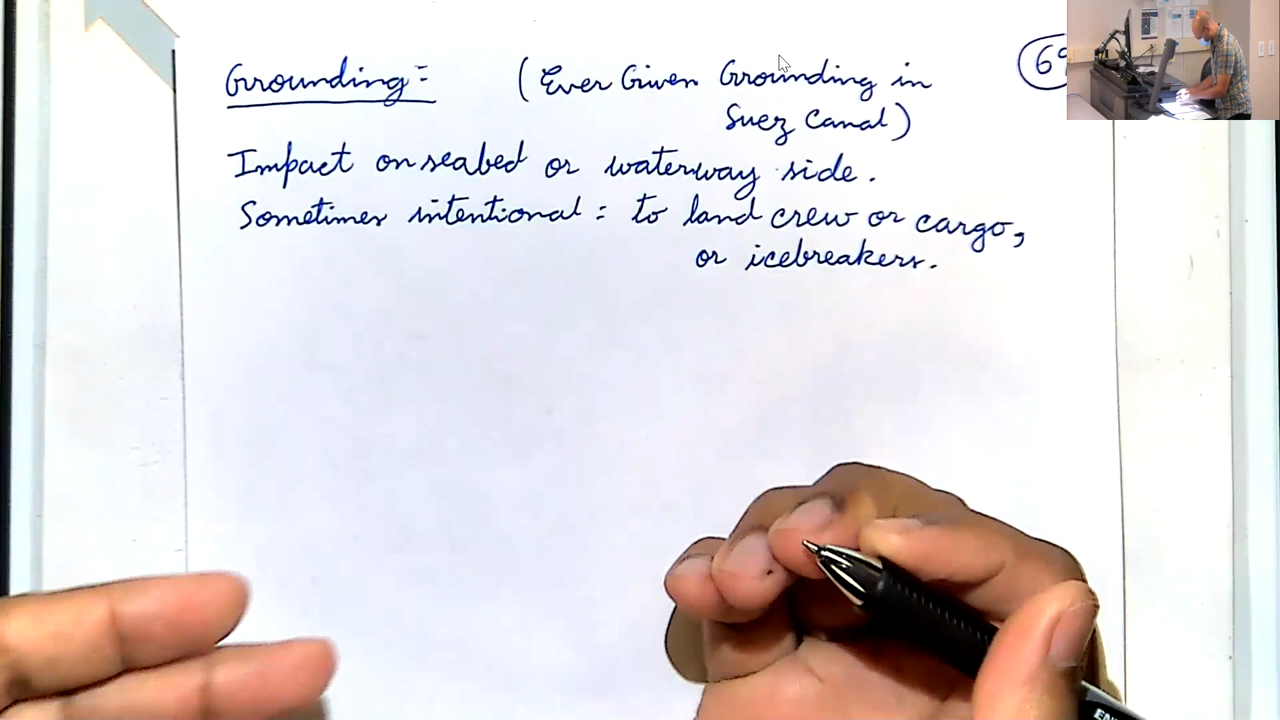 Grounding:
(Ever Given Grounding in
Suez Canal)
Impact on seabed or waterway side.
Sometimes intentional: to land crew or cargo,
or icebreakers.